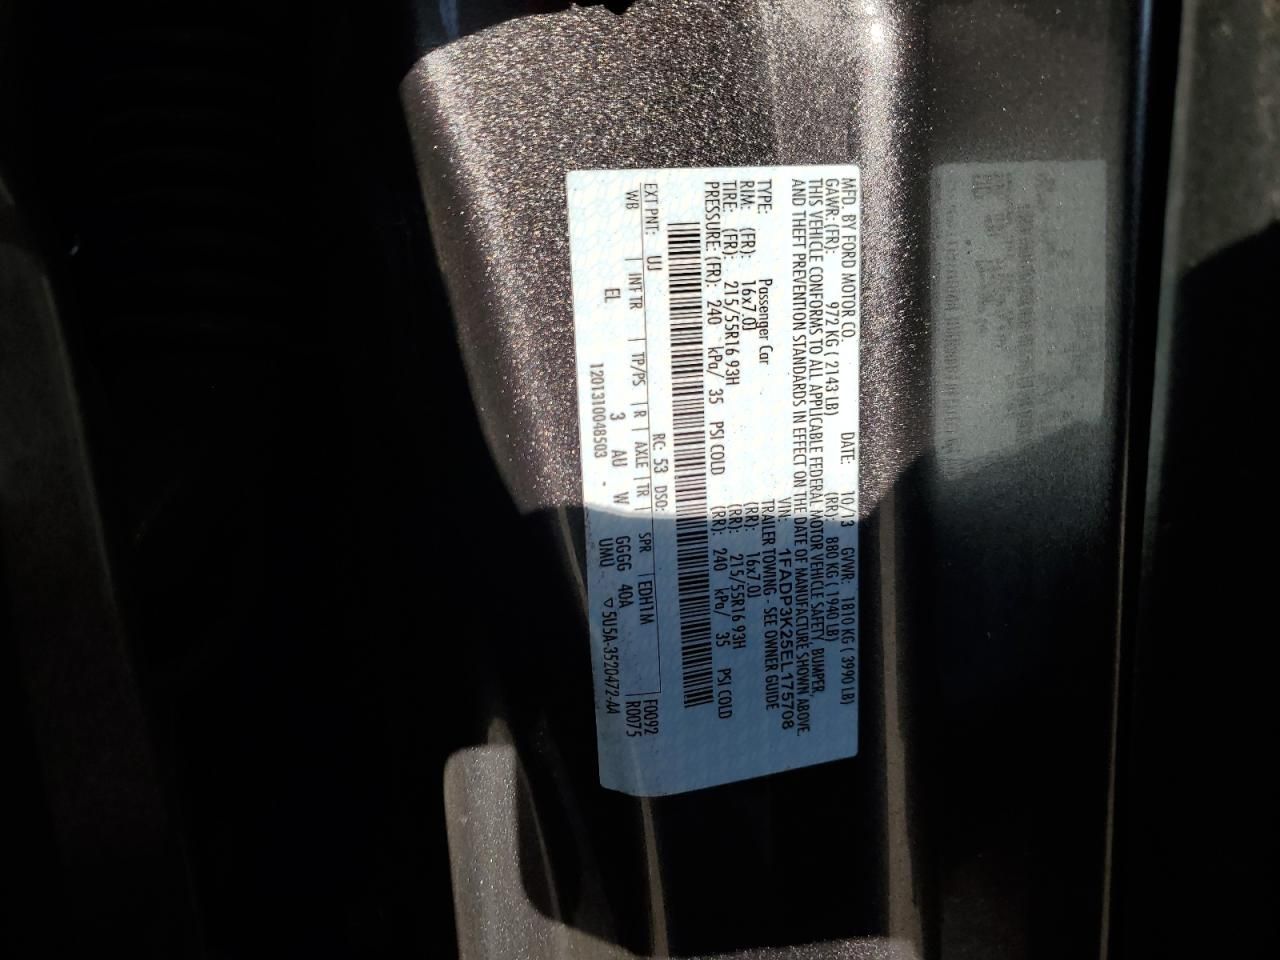 MFD. BY FORD MOTOR CO. DATE: 10/13 GVWR: 1810 KG ( 3990 LB)
GAWR: (FR): 972 KG ( 2143 LB) (RR): 880 KG ( 1940 LB)
THIS VEHICLE CONFORMS TO ALL APPLICABLE FEDERAL MOTOR VEHICLE SAFETY, BUMPER,
AND THEFT PREVENTION STANDARDS IN EFFECT ON THE DATE OF MANUFACTURE SHOWN ABOVE.
VIN: 1FADP3K25EL175708
TYPE: Passenger Car TRAILER TOWING - SEE OWNER GUIDE
RIM: (FR): 16x7.0J (RR): 16x7.0J
TIRE: (FR): 215/55R16 93H (RR): 215/55R16 93H
PRESSURE: (FR): 240 kPa/ 35 PSI COLD (RR): 240 kPa/ 35 PSI COLD
RC: 53 DSO: F0092
EXT PNT: UJ EDH1M R0075
WB INT TR TP/PS R AXLE TR SPR
EL 3 AU W GGGG 40A
1201310048503 - UMU ▽ 5U5A-3520472-AA